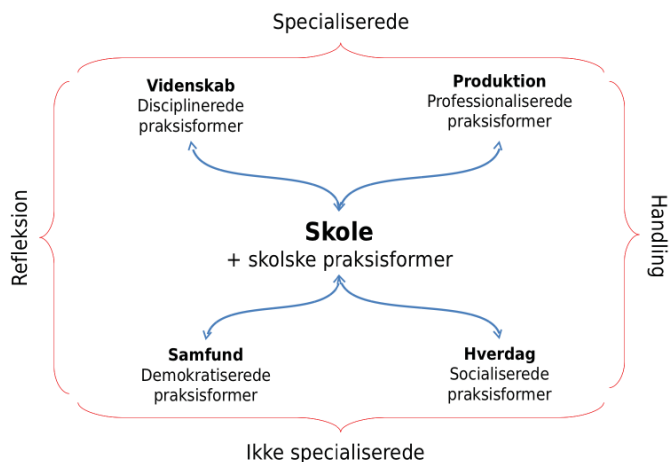 Specialiserede
Videnskab
Disciplinerede
praksisformer
Produktion
Professionaliserede
praksisformer
Refleksion
Handling
Skole
+ skolske praksisformer
Samfund
Demokratiserede
praksisformer
Hverdag
Socialiserede
praksisformer
Ikke specialiserede